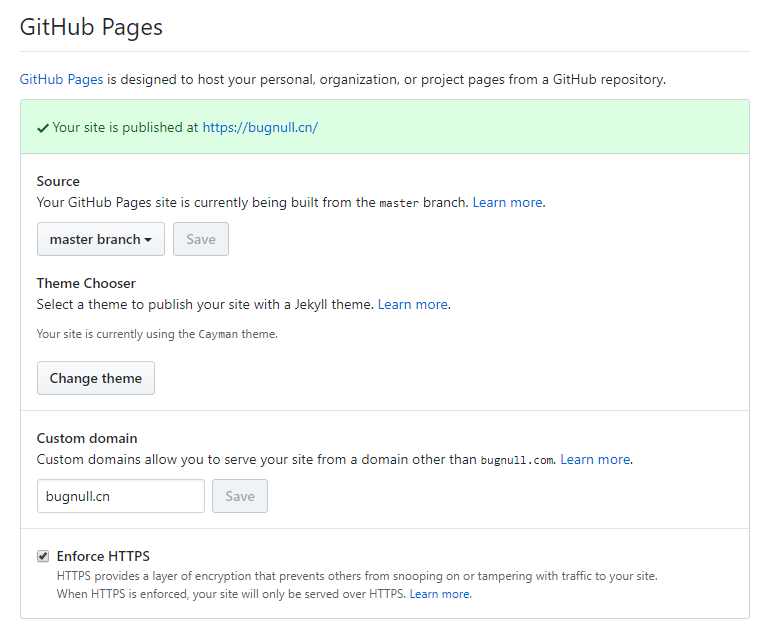 GitHub Pages
GitHub Pages is designed to host your personal, organization, or project pages from a GitHub repository.
Your site is published at https://bugnull.cn/
Source
Your GitHub Pages site is currently being built from the master branch. Learn more.
master branch Save
Theme Chooser
Select a theme to publish your site with a Jekyll theme. Learn more.
Your site is currently using the Cayman theme.
Change theme
Custom domain
Custom domains allow you to serve your site from a domain other than bugnull.com. Learn more.
bugnull.cn Save
Enforce HTTPS
HTTPS provides a layer of encryption that prevents others from snooping on or tampering with traffic to your site.
When HTTPS is enforced, your site will only be served over HTTPS. Learn more.